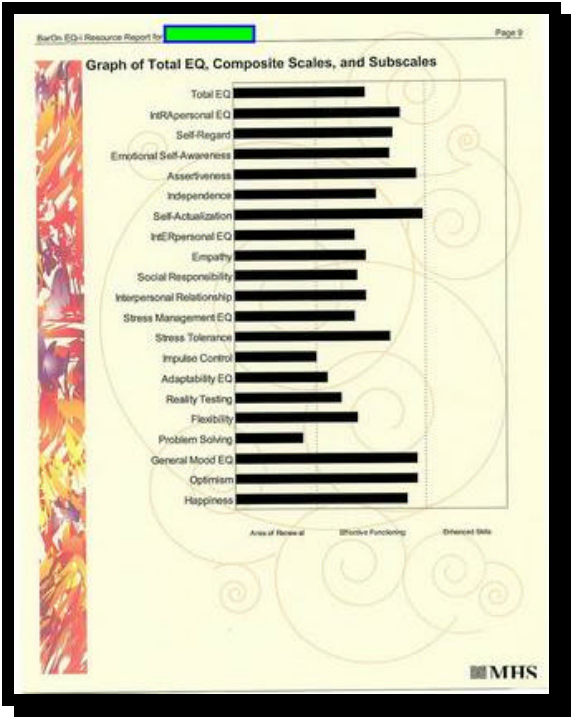 BarOn EQ-i Resource Report for
Page 9
Graph of Total EQ, Composite Scales, and Subscales
Total EQ
IntRApersonal EQ
Self-Regard
Emotional Self-Awareness
Assertiveness
Independence
Self-Actualization
IntERpersonal EQ
Empathy
Social Responsibility
Interpersonal Relationship
Stress Management EQ
Stress Tolerance
Impulse Control
Adaptability EQ
Reality Testing
Flexibility
Problem Solving
General Mood EQ
Optimism
Happiness
Area of Renewal Effective Functioning Enhanced Skills
MHS